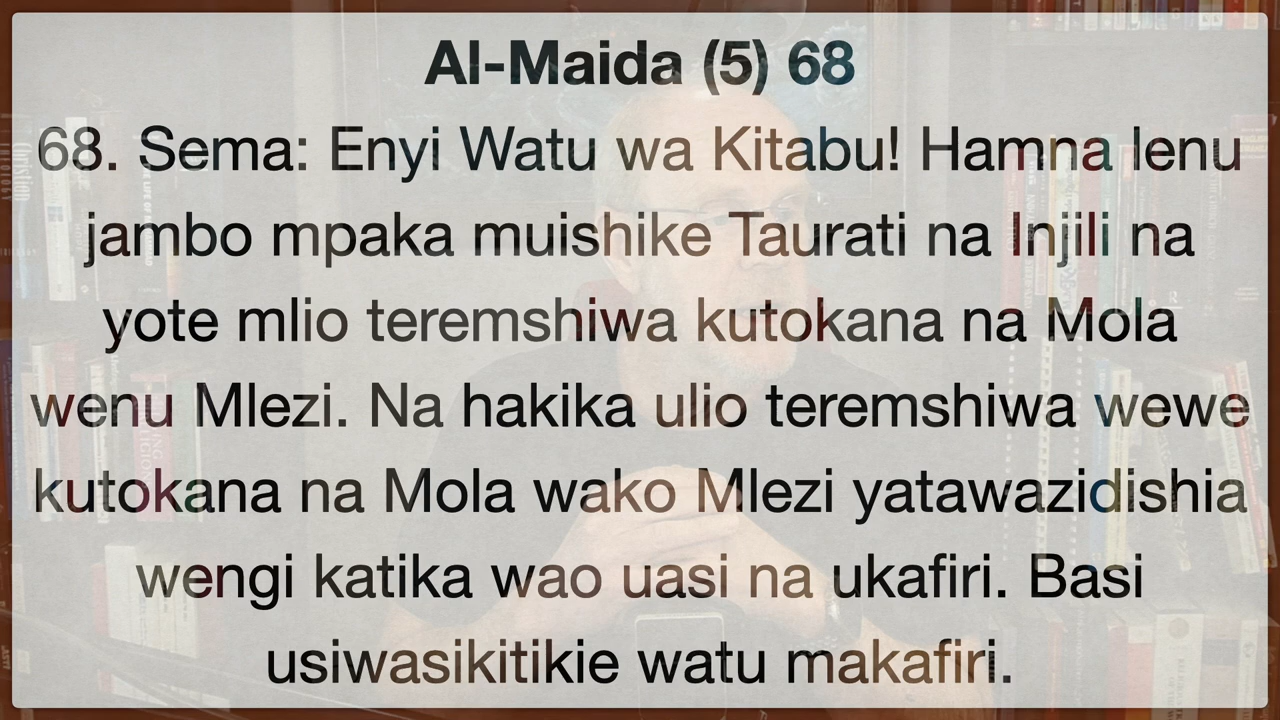 Al-Maida (5) 68
68. Sema: Enyi Watu wa Kitabu! Hamna lenu
jambo mpaka muishike Taurati na Injili na
yote mlio teremshiwa kutokana na Mola
wenu Mlezi. Na hakika ulio teremshiwa wewe
kutokana na Mola wako Mlezi yatawazidishia
wengi katika wao uasi na ukafiri. Basi
usiwasikitikie watu makafiri.